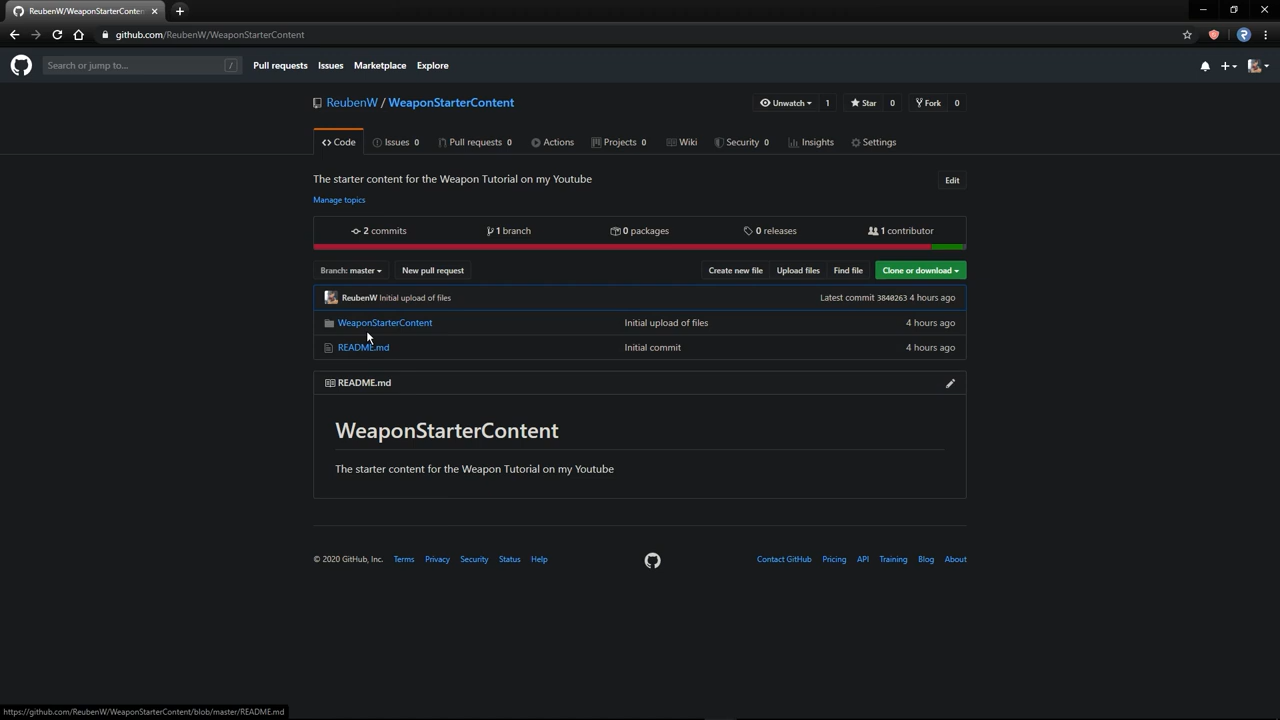 ReubenW/WeaponStarterConten
github.com/ReubenW/WeaponStarterContent
Search or jump to... / Pull requests Issues Marketplace Explore
ReubenW / WeaponStarterContent Unwatch 1 Star 0 Fork 0
Code Issues 0 Pull requests 0 Actions Projects 0 Wiki Security 0 Insights Settings
The starter content for the Weapon Tutorial on my Youtube Edit
Manage topics
2 commits 1 branch 0 packages 0 releases 1 contributor
Branch: master New pull request Create new file Upload files Find file Clone or download
ReubenW Initial upload of files Latest commit 3840263 4 hours ago
WeaponStarterContent Initial upload of files 4 hours ago
README.md Initial commit 4 hours ago
README.md
WeaponStarterContent
The starter content for the Weapon Tutorial on my Youtube
© 2020 GitHub, Inc. Terms Privacy Security Status Help Contact GitHub Pricing API Training Blog About
https://github.com/ReubenW/WeaponStarterContent/blob/master/README.md